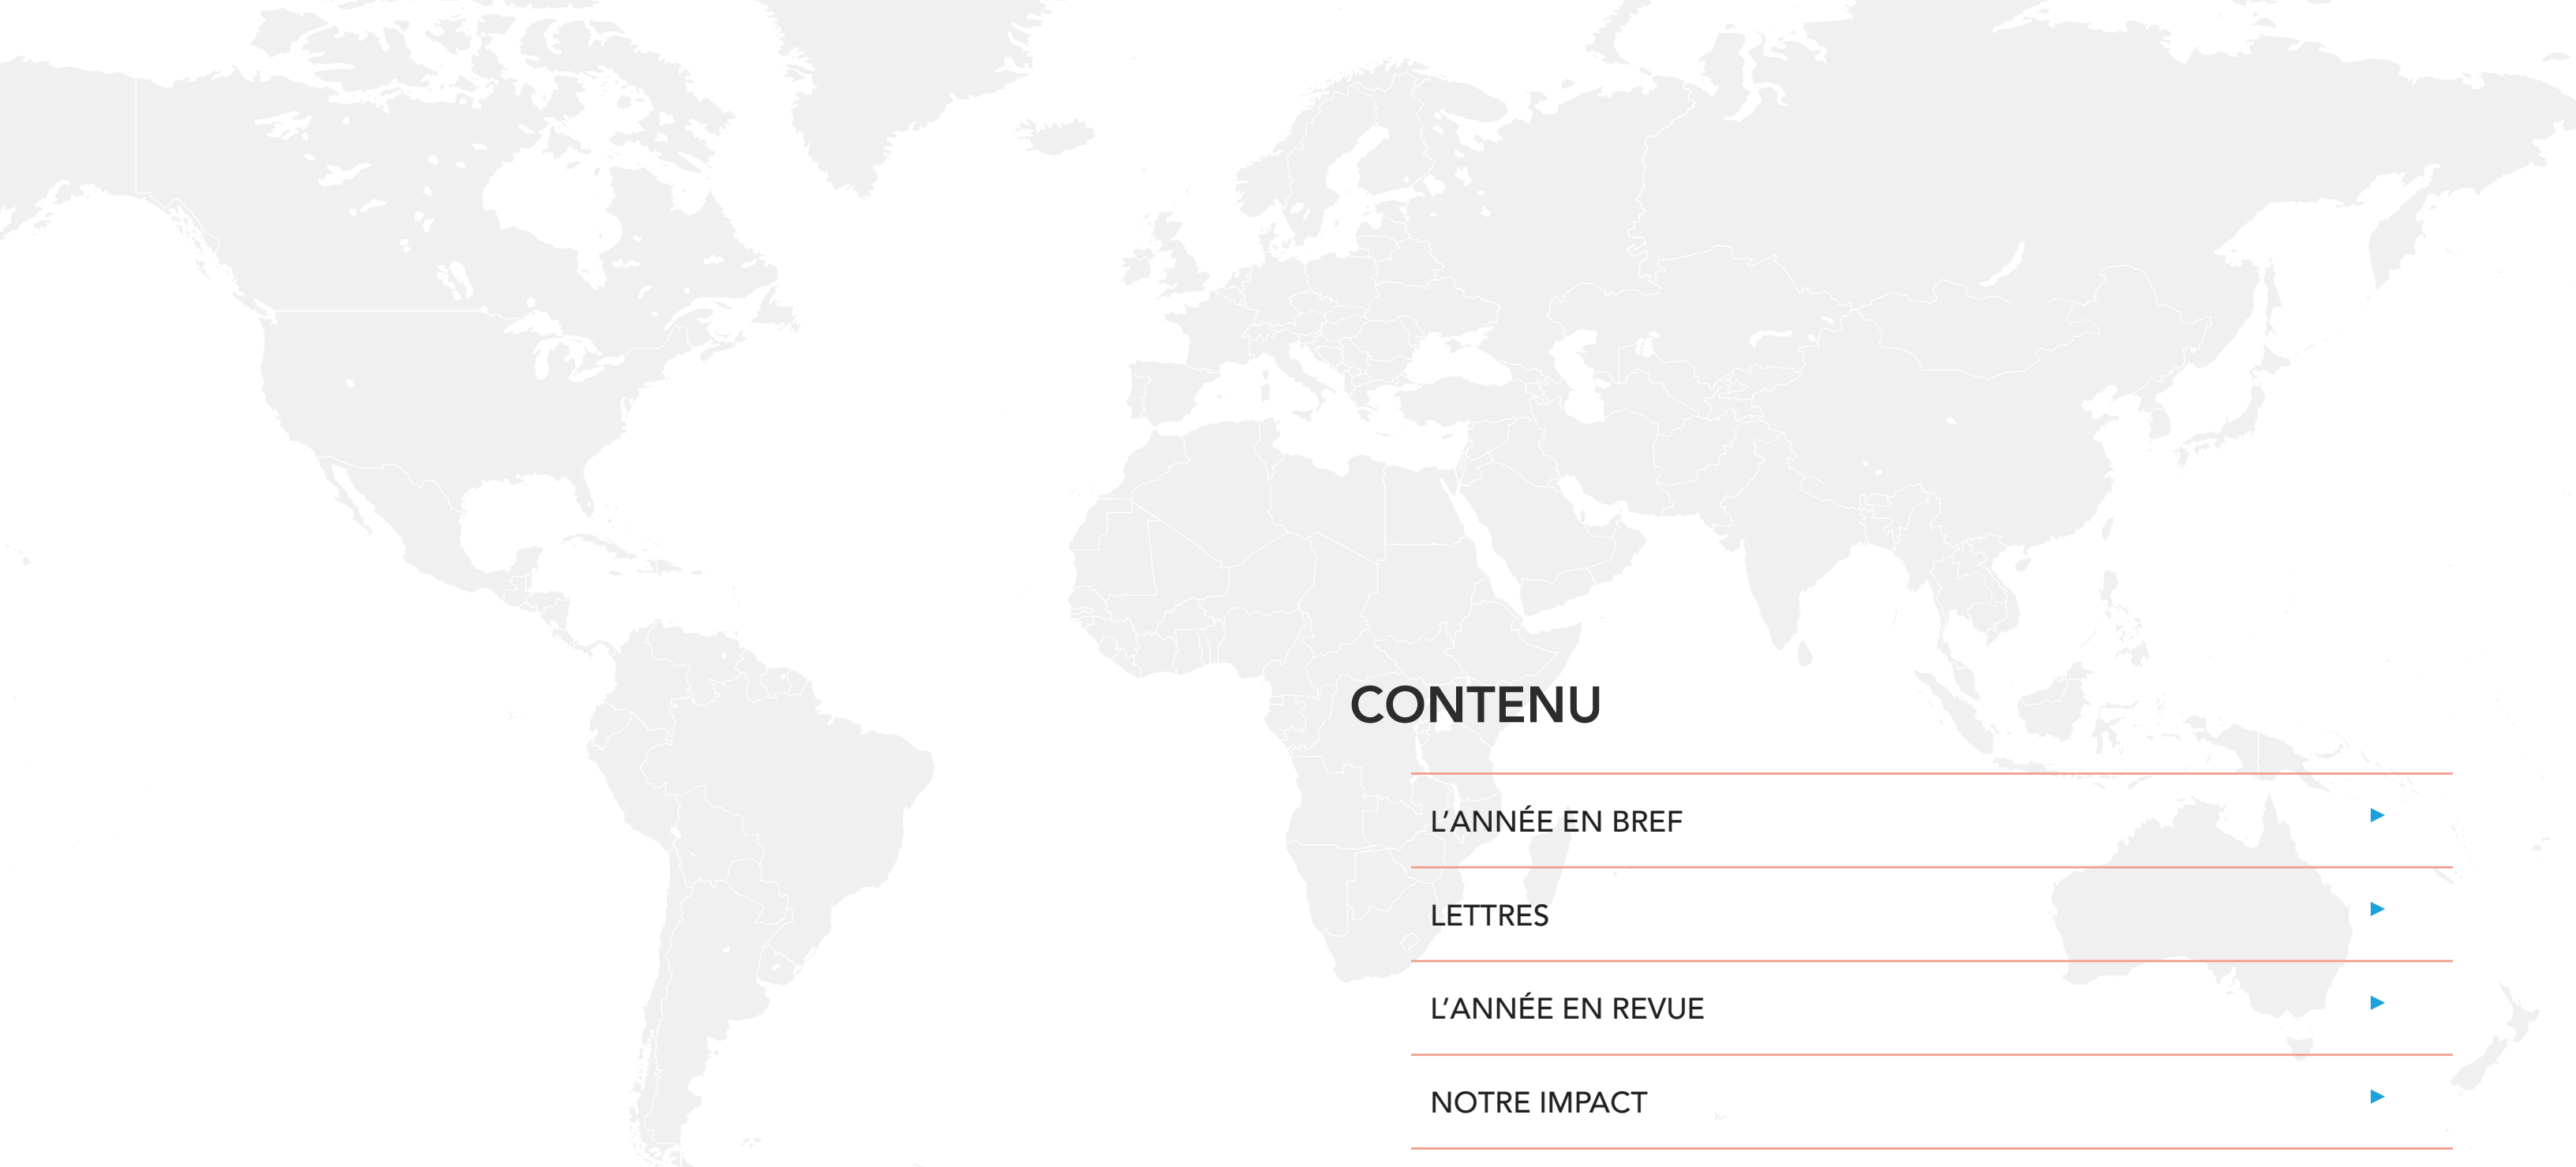 CONTENU
L’ANNÉE EN BREF
LETTRES
L’ANNÉE EN REVUE
NOTRE IMPACT